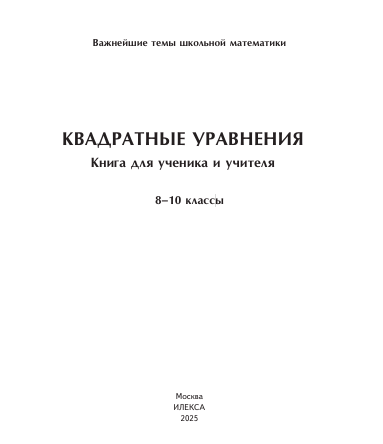 Важнейшие темы школьной математики
КВАДРАТНЫЕ УРАВНЕНИЯ
Книга для ученика и учителя
8–10 классы
Москва
ИЛЕКСА
2025